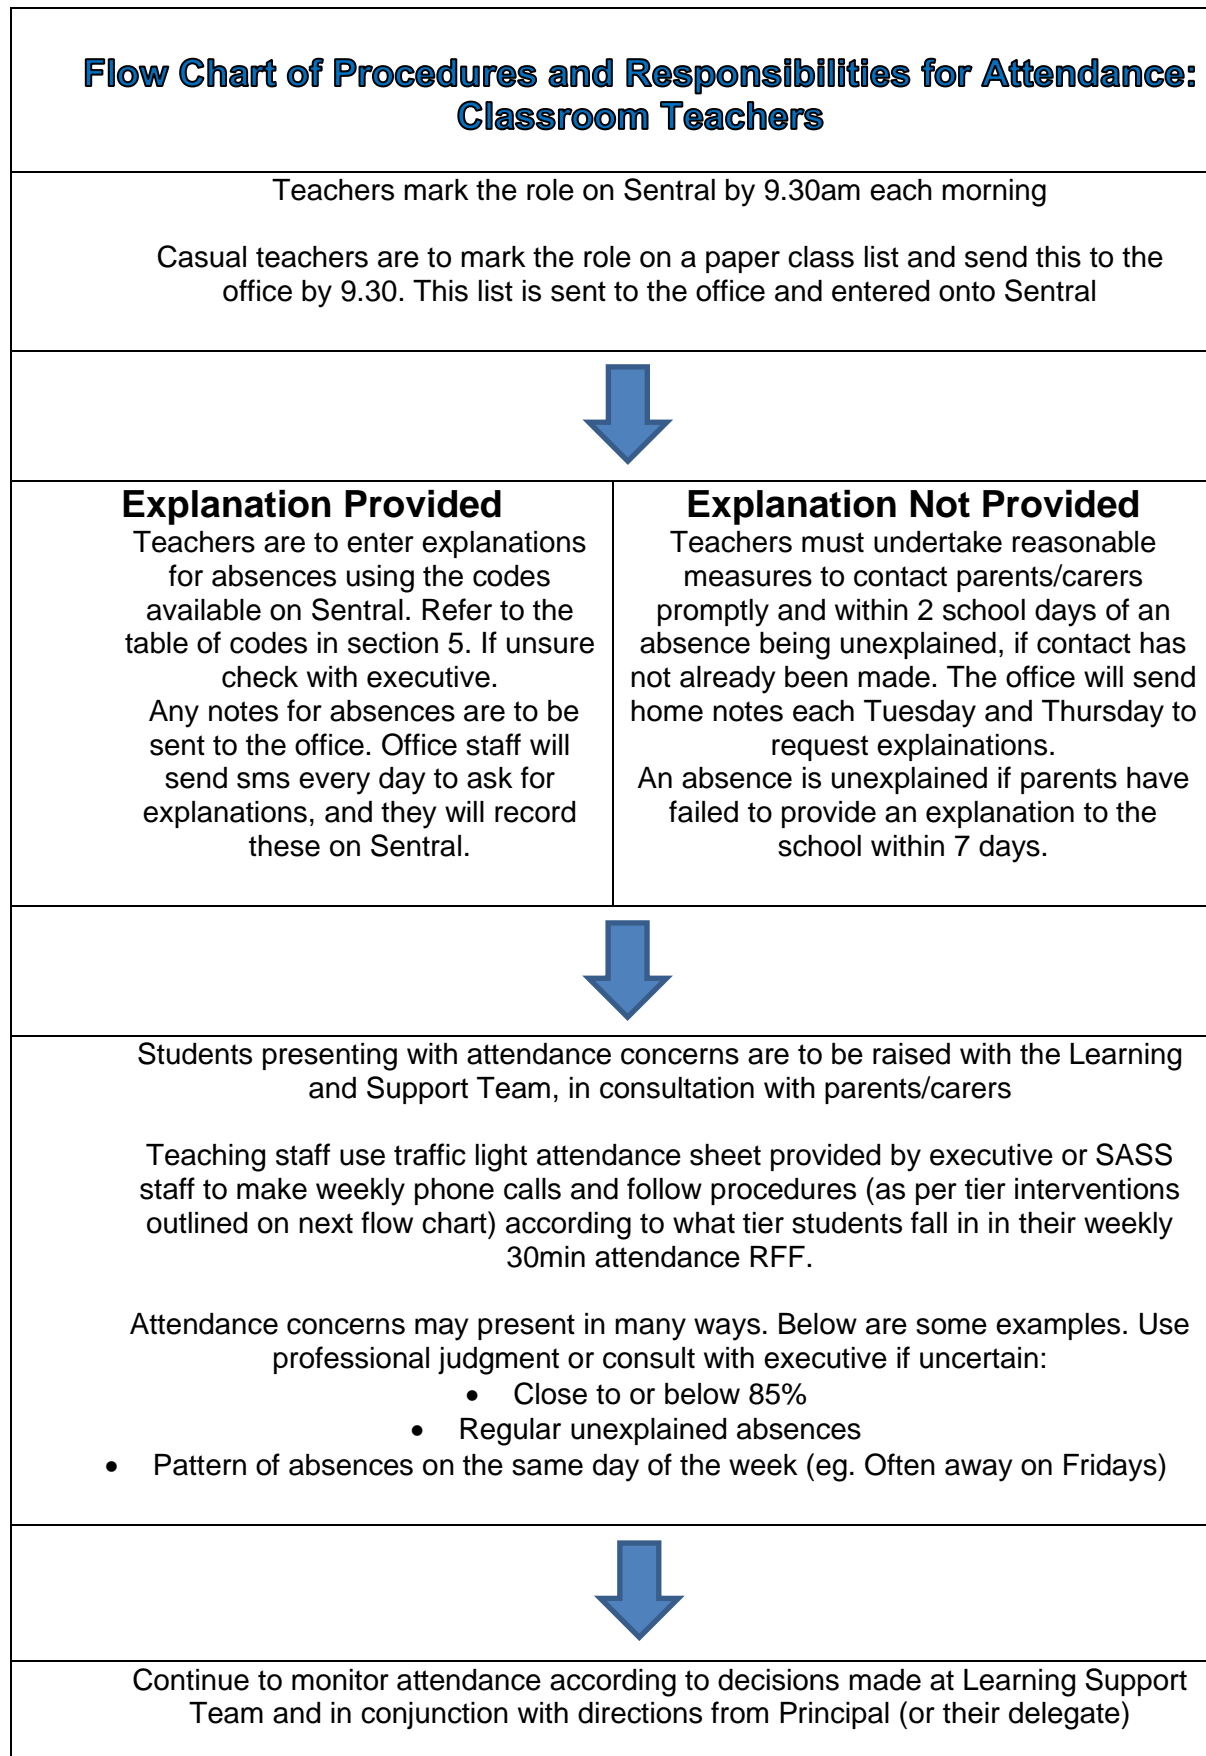 Flow Chart of Procedures and Responsibilities for Attendance:
Classroom Teachers
Teachers mark the role on Sentral by 9.30am each morning
Casual teachers are to mark the role on a paper class list and send this to the
office by 9.30. This list is sent to the office and entered onto Sentral
Explanation Provided
Teachers are to enter explanations
for absences using the codes
available on Sentral. Refer to the
table of codes in section 5. If unsure
check with executive.
Any notes for absences are to be
sent to the office. Office staff will
send sms every day to ask for
explanations, and they will record
these on Sentral.
Explanation Not Provided
Teachers must undertake reasonable
measures to contact parents/carers
promptly and within 2 school days of an
absence being unexplained, if contact has
not already been made. The office will send
home notes each Tuesday and Thursday to
request explainations.
An absence is unexplained if parents have
failed to provide an explanation to the
school within 7 days.
Students presenting with attendance concerns are to be raised with the Learning
and Support Team, in consultation with parents/carers
Teaching staff use traffic light attendance sheet provided by executive or SASS
staff to make weekly phone calls and follow procedures (as per tier interventions
outlined on next flow chart) according to what tier students fall in in their weekly
30min attendance RFF.
Attendance concerns may present in many ways. Below are some examples. Use
professional judgment or consult with executive if uncertain:
• Close to or below 85%
• Regular unexplained absences
• Pattern of absences on the same day of the week (eg. Often away on Fridays)
Continue to monitor attendance according to decisions made at Learning Support
Team and in conjunction with directions from Principal (or their delegate)